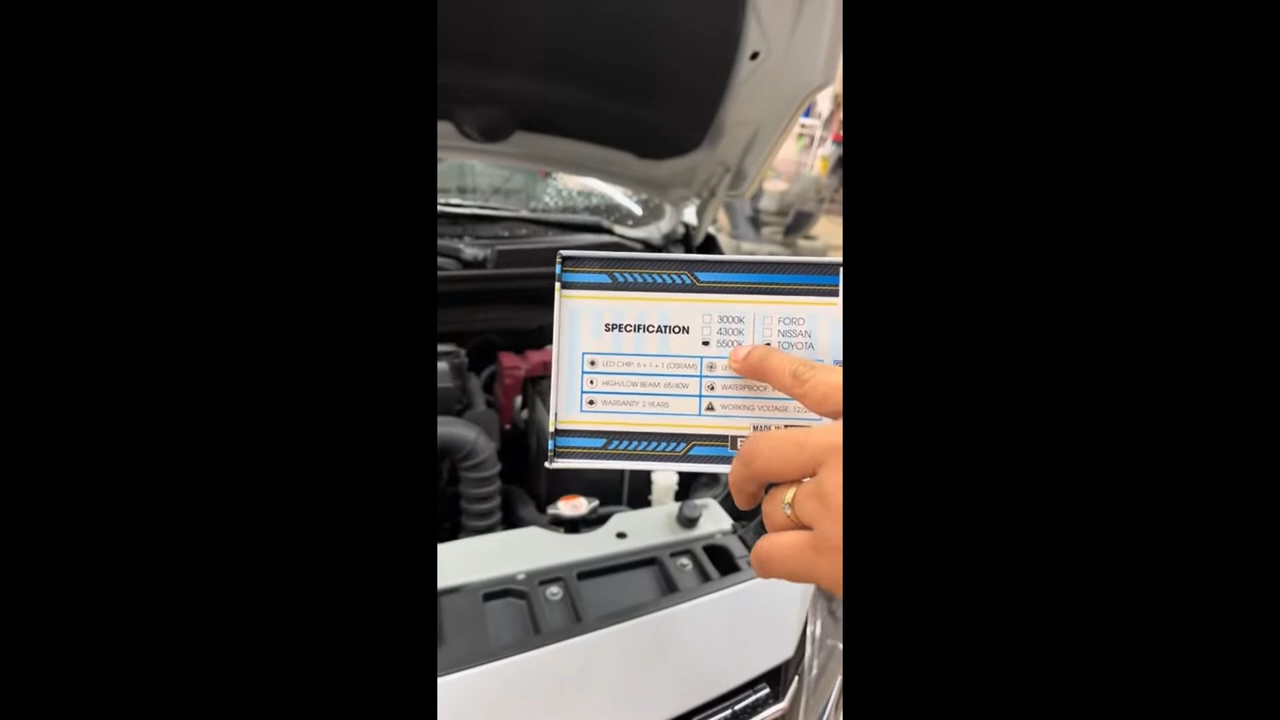 SPECIFICATION
3000K
4300K
5500K
FORD
NISSAN
TOYOTA
LED CHIP: 6 + 1 + 1 (OSRAM)
HIGH/LOW BEAM: 65/40W
WATERPROOF:
WARRANTY: 2 YEARS
WORKING VOLTAGE: 12/
MADE IN